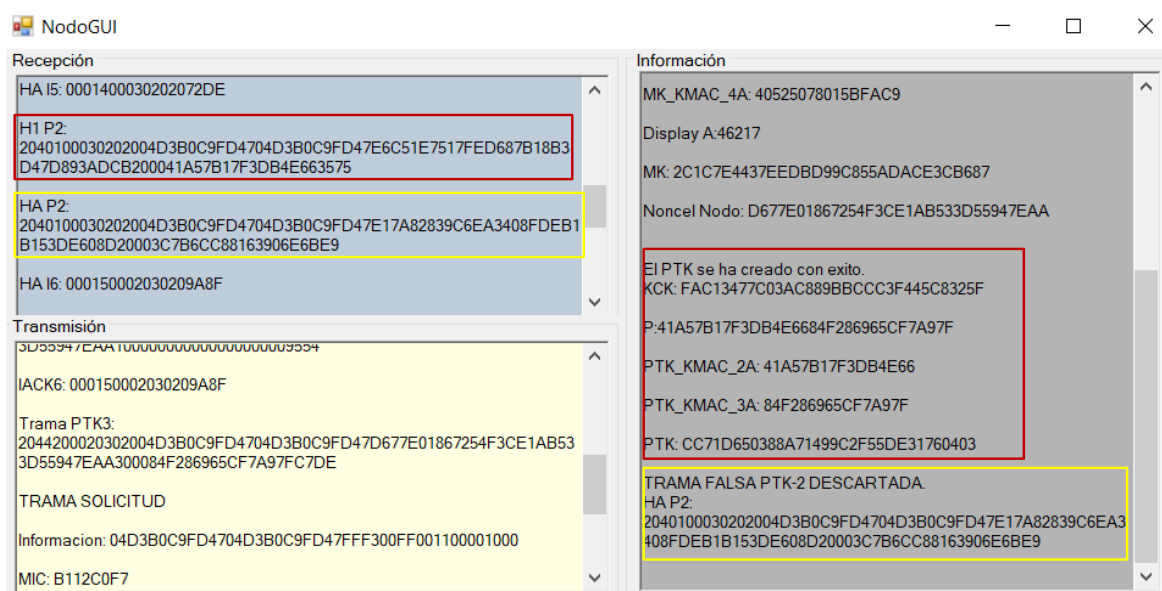 NodoGUI
Recepción
HA I5: 0001400030202072DE
H1 P2:
2040100030202004D3B0C9FD4704D3B0C9FD47E6C51E7517FED687B18B3
D47D893ADCB200041A57B17F3DB4E663575
HA P2:
2040100030202004D3B0C9FD4704D3B0C9FD47E17A82839C6EA3408FDEB1
B153DE608D20003C7B6CC88163906E6BE9
HA I6: 000150002030209A8F
Transmisión
3D55947EAA10000000000000000009554
IACK6: 000150002030209A8F
Trama PTK3:
2044200020302004D3B0C9FD4704D3B0C9FD47D677E01867254F3CE1AB53
3D55947EAA300084F286965CF7A97FC7DE
TRAMA SOLICITUD
Informacion: 04D3B0C9FD4704D3B0C9FD47FFF300FF001100001000
MIC: B112C0F7
Información
MK_KMAC_4A: 40525078015BFAC9
Display A:46217
MK: 2C1C7E4437EEDBD99C855ADACE3CB687
Noncel Nodo: D677E01867254F3CE1AB533D55947EAA
El PTK se ha creado con exito.
KCK: FAC13477C03AC889BBCCC3F445C8325F
P:41A57B17F3DB4E6684F286965CF7A97F
PTK_KMAC_2A: 41A57B17F3DB4E66
PTK_KMAC_3A: 84F286965CF7A97F
PTK: CC71D650388A71499C2F55DE31760403
TRAMA FALSA PTK-2 DESCARTADA.
HA P2:
2040100030202004D3B0C9FD4704D3B0C9FD47E17A82839C6EA3
408FDEB1B153DE608D20003C7B6CC88163906E6BE9